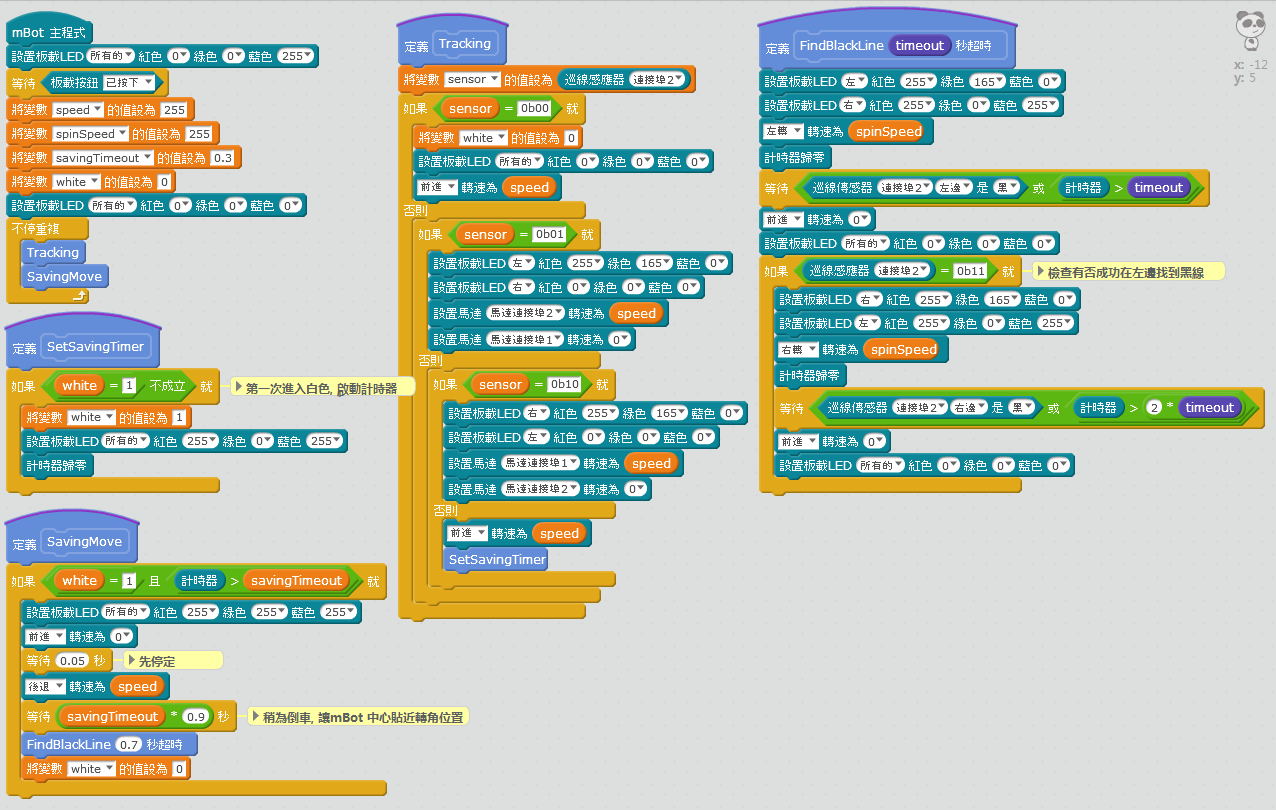 mBot 主程式
設置板載LED 所有的 紅色 0 綠色 0 藍色 255
等待 板載按鈕 已按下
將變數 speed 的值設為 255
將變數 spinSpeed 的值設為 255
將變數 savingTimeout 的值設為 0.3
將變數 white 的值設為 0
設置板載LED 所有的 紅色 0 綠色 0 藍色 0
不停重複
Tracking
SavingMove
定義 SetSavingTimer
如果 white = 1 不成立 就
第一次進入白色, 啟動計時器
將變數 white 的值設為 1
設置板載LED 所有的 紅色 255 綠色 0 藍色 255
計時器歸零
定義 SavingMove
如果 white = 1 且 計時器 > savingTimeout 就
設置板載LED 所有的 紅色 255 綠色 255 藍色 255
前進 轉速為 0
等待 0.05 秒
先停定
後退 轉速為 speed
等待 savingTimeout * 0.9 秒
稍為倒車, 讓mBot 中心貼近轉角位置
FindBlackLine 0.7 秒超時
將變數 white 的值設為 0
定義 Tracking
將變數 sensor 的值設為 巡線感應器 連接埠2
如果 sensor = 0b00 就
將變數 white 的值設為 0
設置板載LED 所有的 紅色 0 綠色 0 藍色 0
前進 轉速為 speed
否則
如果 sensor = 0b01 就
設置板載LED 左 紅色 255 綠色 165 藍色 0
設置板載LED 右 紅色 0 綠色 0 藍色 0
設置馬達 馬達連接埠2 轉速為 speed
設置馬達 馬達連接埠1 轉速為 0
否則
如果 sensor = 0b10 就
設置板載LED 右 紅色 255 綠色 165 藍色 0
設置板載LED 左 紅色 0 綠色 0 藍色 0
設置馬達 馬達連接埠1 轉速為 speed
設置馬達 馬達連接埠2 轉速為 0
否則
前進 轉速為 speed
SetSavingTimer
定義 FindBlackLine timeout 秒超時
設置板載LED 左 紅色 255 綠色 165 藍色 0
設置板載LED 右 紅色 255 綠色 0 藍色 255
左轉 轉速為 spinSpeed
計時器歸零
等待 巡線傳感器 連接埠2 左邊 是 黑 或 計時器 > timeout
前進 轉速為 0
設置板載LED 所有的 紅色 0 綠色 0 藍色 0
如果 巡線感應器 連接埠2 = 0b11 就
檢查有否成功在左邊找到黑線
設置板載LED 右 紅色 255 綠色 165 藍色 0
設置板載LED 左 紅色 255 綠色 0 藍色 255
右轉 轉速為 spinSpeed
計時器歸零
等待 巡線傳感器 連接埠2 右邊 是 黑 或 計時器 > 2 * timeout
前進 轉速為 0
設置板載LED 所有的 紅色 0 綠色 0 藍色 0
x: -12
y: 5